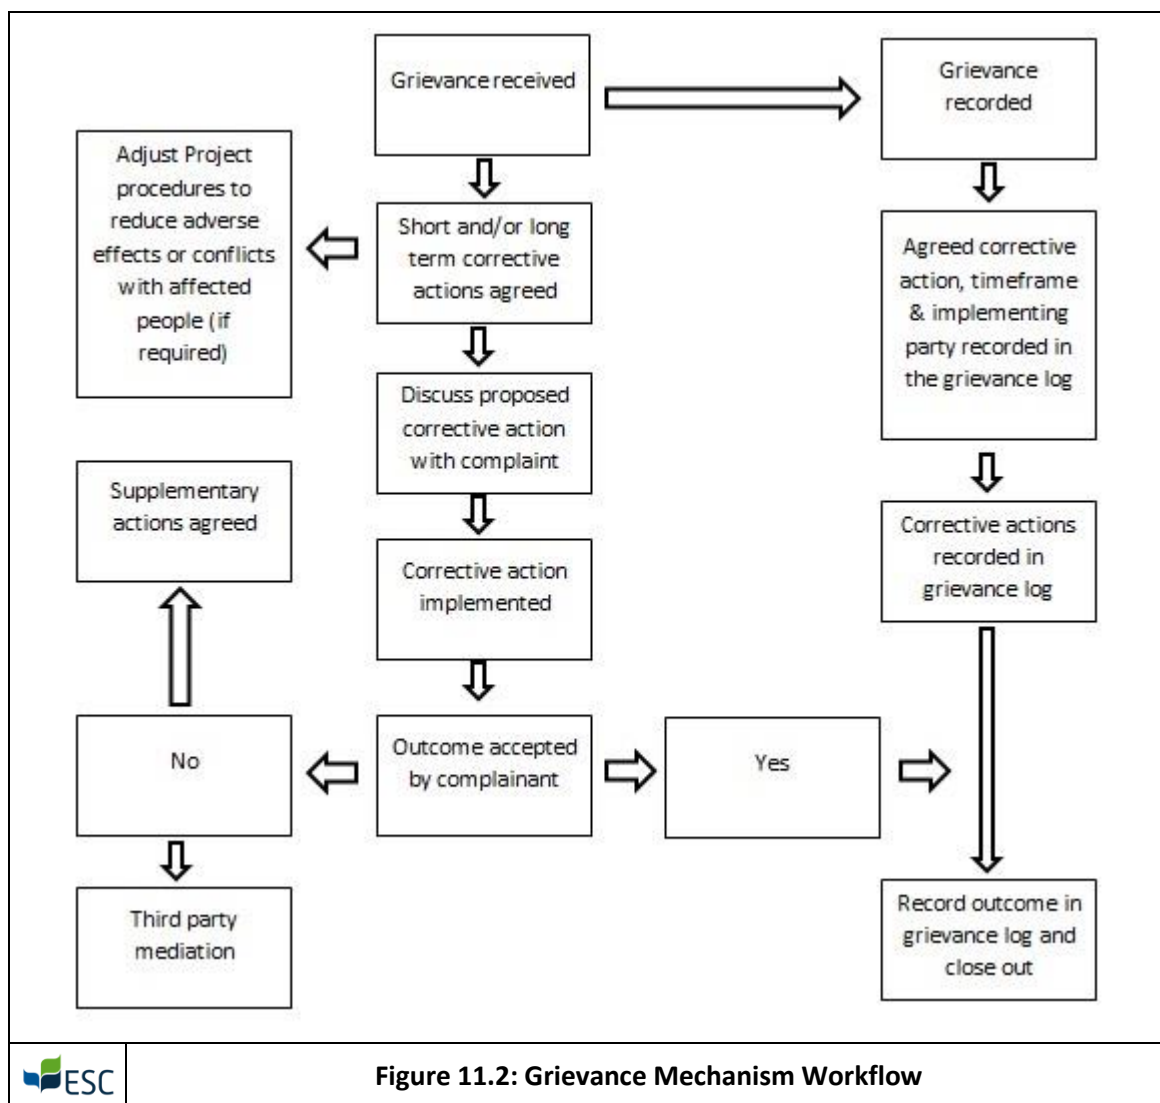 Grievance received
Grievance
recorded
Adjust Project
procedures to
reduce adverse
effects or conflicts
with affected
people (if
required)
Short and/or long
term corrective
actions agreed
Agreed corrective
action, timeframe
& implementing
party recorded in
the grievance log
Discuss proposed
corrective action
with complaint
Supplementary
actions agreed
Corrective action
implemented
Corrective actions
recorded in
grievance log
No
Outcome accepted
by complainant
Yes
Third party
mediation
Record outcome in
grievance log and
close out
ESC
Figure 11.2: Grievance Mechanism Workflow